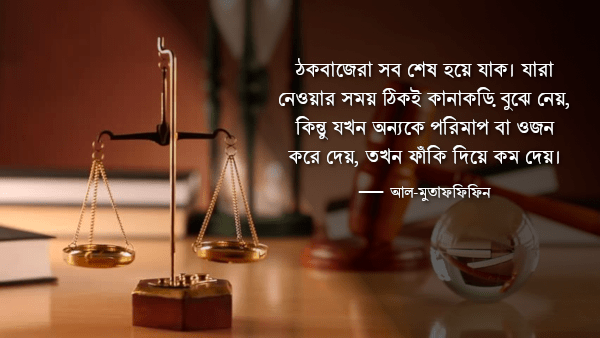 ঠকবাজেরা সব শেষ হয়ে যাক। যারা
নেওয়ার সময় ঠিকই কানাকডি বুঝে নেয়,
কিন্তু যখন অন্যকে পরিমাপ বা ওজন
করে দেয়, তখন ফাঁকি দিয়ে কম দেয়।
— আল-মুতাফফিফিন